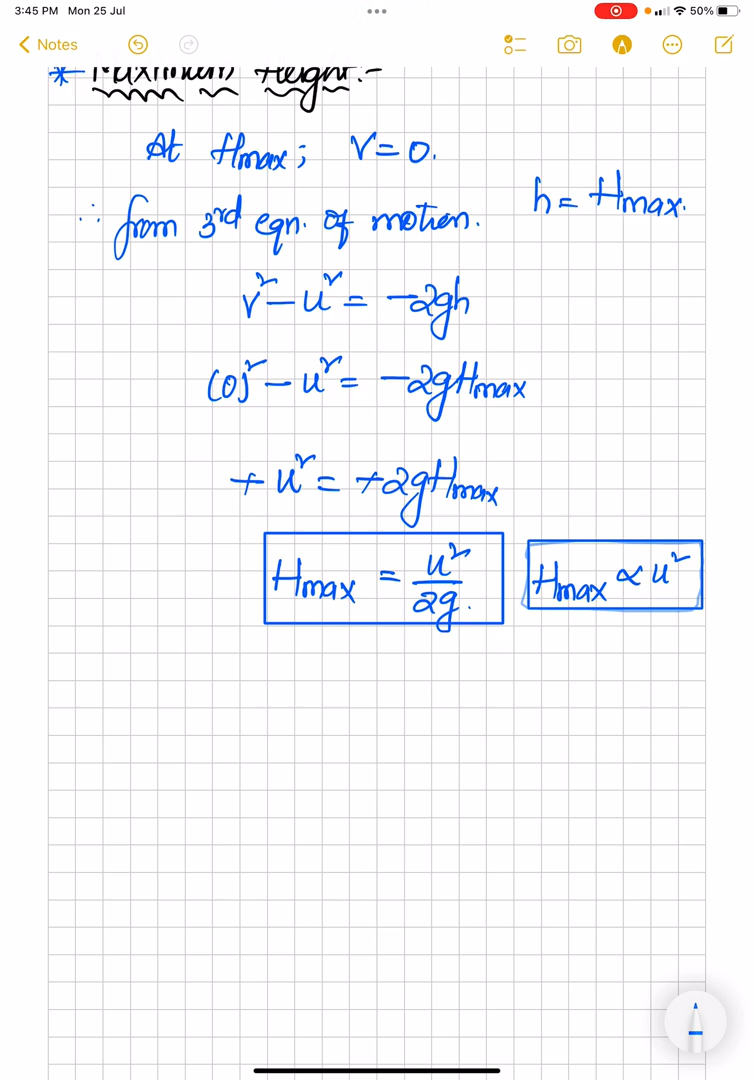 3:45 PM Mon 25 Jul
50%
Notes
* Maximum Height:-
At Hmax; V=0.
h = Hmax.
∴ from 3rd eqn. of motion.
v² - u² = -2gh
(0)² - u² = -2gHmax
+ u² = +2gHmax
Hmax = u²/2g.
Hmax ∝ u²